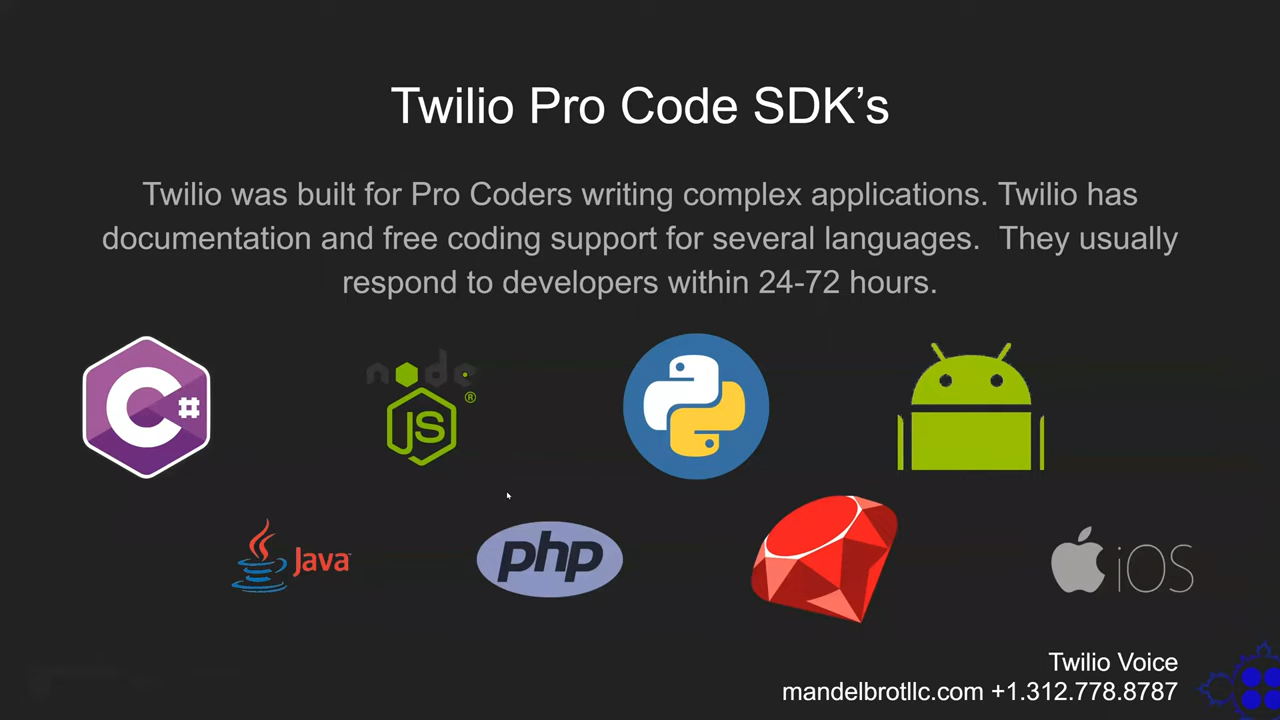 Twilio Pro Code SDK's
Twilio was built for Pro Coders writing complex applications. Twilio has
documentation and free coding support for several languages.  They usually
respond to developers within 24-72 hours.
C#
node
JS ®
Java
php
iOS
Twilio Voice
mandelbrotllc.com +1.312.778.8787